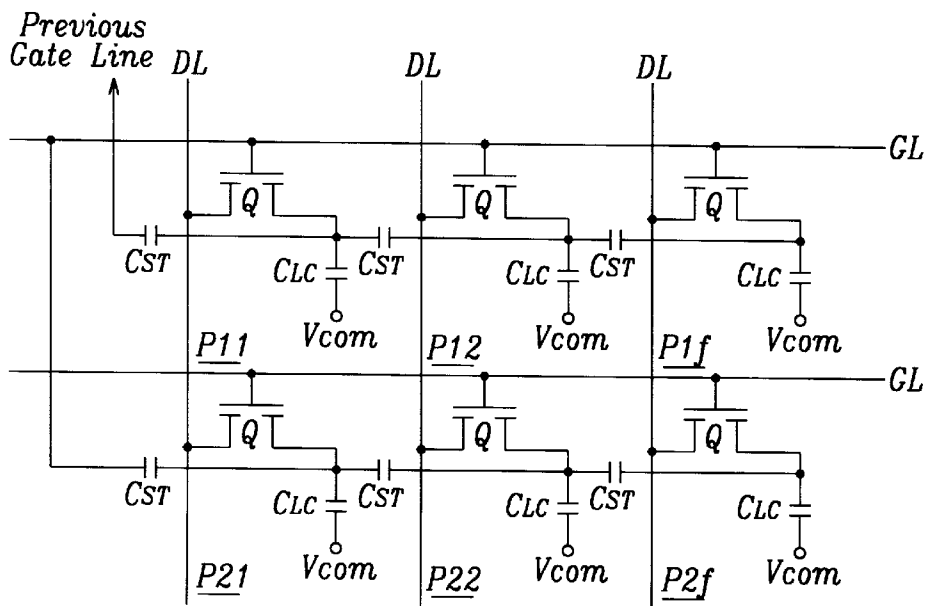 Previous
Gate Line
DL
DL
DL
GL
Q
Q
Q
CST
CLC
CST
CLC
CST
CLC
Vcom
Vcom
Vcom
P11
P12
P1f
GL
Q
Q
Q
CST
CLC
CST
CLC
CST
CLC
Vcom
Vcom
Vcom
P21
P22
P2f